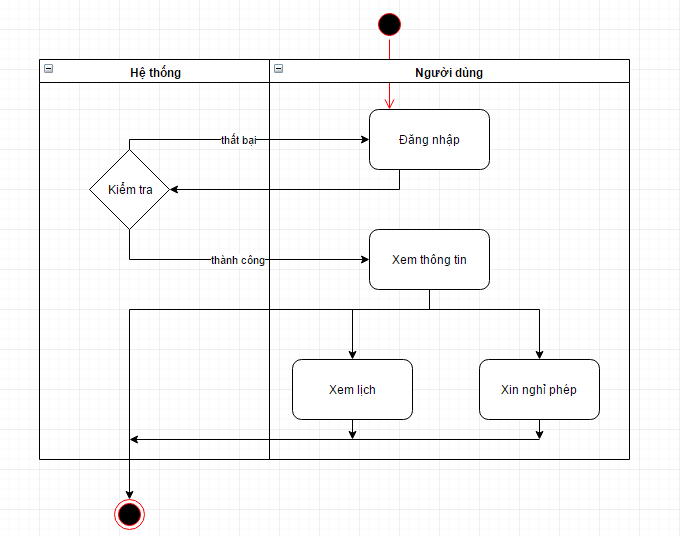 Hệ thống
Người dùng
thất bại
Đăng nhập
Kiểm tra
thành công
Xem thông tin
Xem lịch
Xin nghỉ phép